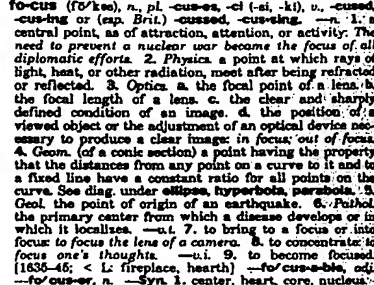 fo·cus (fō′kəs), n., pl. -cus·es, -ci (-sī, -kī), v., -cused,
-cus·ing or (esp. Brit.) -cussed, -cus·sing. —n. 1. a
central point, as of attraction, attention, or activity: The
need to prevent a nuclear war became the focus of all
diplomatic efforts. 2. Physics. a point at which rays of
light, heat, or other radiation, meet after being refracted
or reflected. 3. Optics. a. the focal point of a lens. b.
the focal length of a lens. c. the clear and sharply
defined condition of an image. d. the position of a
viewed object or the adjustment of an optical device nec-
essary to produce a clear image: in focus; out of focus.
4. Geom. (of a conic section) a point having the property
that the distances from any point on a curve to it and to
a fixed line have a constant ratio for all points on the
curve. See diag. under ellipse, hyperbola, parabola. 5.
Geol. the point of origin of an earthquake. 6. Pathol.
the primary center from which a disease develops or in
which it localizes. —v.t. 7. to bring to a focus or into
focus: to focus the lens of a camera. 8. to concentrate: to
focus one's thoughts. —v.i. 9. to become focused.
[1635–45; < L: fireplace, hearth] —fo′cus·a·ble, adj.
—fo′cus·er, n. —Syn. 1. center, heart, core, nucleus.